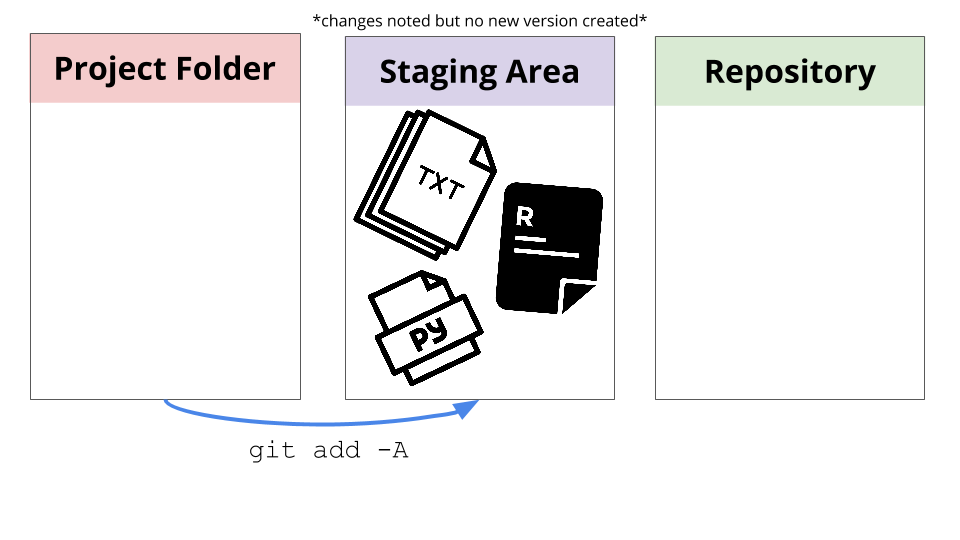 *changes noted but no new version created*
Project Folder
Staging Area
Repository
TXT
R
PY
git add -A